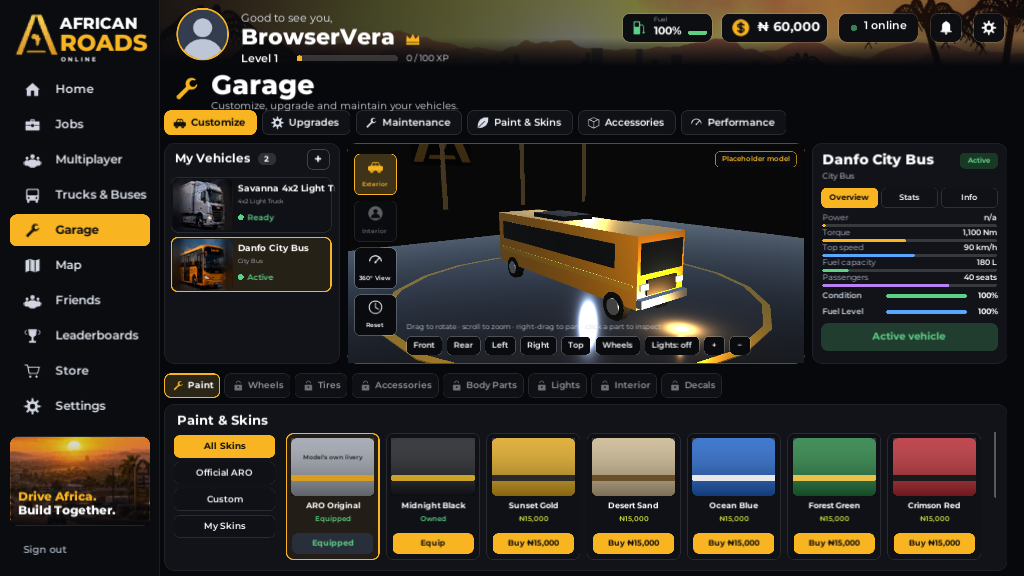 AFRICAN
ROADS
ONLINE
Home
Jobs
Multiplayer
Trucks & Buses
Garage
Map
Friends
Leaderboards
Store
Settings
Drive Africa.
Build Together.
Sign out
Good to see you,
BrowserVera
Level 1
0 / 100 XP
Fuel
100%
₦ 60,000
1 online
Garage
Customize, upgrade and maintain your vehicles.
Customize
Upgrades
Maintenance
Paint & Skins
Accessories
Performance
My Vehicles
2
+
Savanna 4x2 Light T
4x2 Light Truck
Ready
Danfo City Bus
City Bus
Active
Exterior
Interior
360° View
Reset
Placeholder model
Drag to rotate · scroll to zoom · right-drag to pan · click a part to inspect
Front
Rear
Left
Right
Top
Wheels
Lights: off
+
−
Danfo City Bus
Active
City Bus
Overview
Stats
Info
Power n/a
Torque 1,100 Nm
Top speed 90 km/h
Fuel capacity 180 L
Passengers 40 seats
Condition 100%
Fuel Level 100%
Active vehicle
Paint
Wheels
Tires
Accessories
Body Parts
Lights
Interior
Decals
Paint & Skins
All Skins
Official ARO
Custom
My Skins
Model's own livery
ARO Original
Equipped
Equipped
Midnight Black
Owned
Equip
Sunset Gold
₦15,000
Buy ₦15,000
Desert Sand
₦15,000
Buy ₦15,000
Ocean Blue
₦15,000
Buy ₦15,000
Forest Green
₦15,000
Buy ₦15,000
Crimson Red
₦15,000
Buy ₦15,000